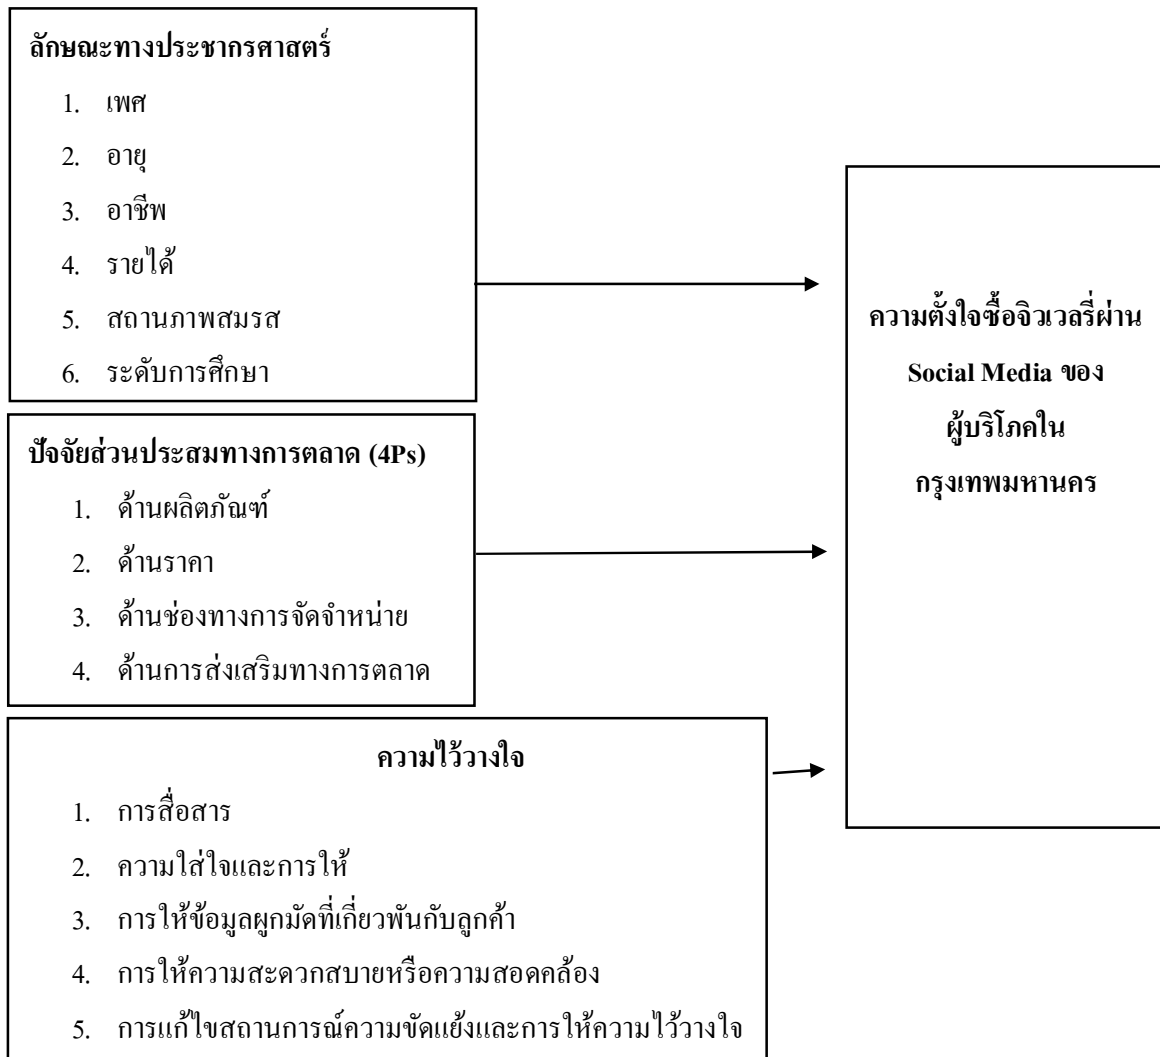 ลักษณะทางประชากรศาสตร์
1. เพศ
2. อายุ
3. อาชีพ
4. รายได้
5. สถานภาพสมรส
6. ระดับการศึกษา
ปัจจัยส่วนประสมทางการตลาด (4Ps)
1. ด้านผลิตภัณฑ์
2. ด้านราคา
3. ด้านช่องทางการจัดจำหน่าย
4. ด้านการส่งเสริมทางการตลาด
ความไว้วางใจ
1. การสื่อสาร
2. ความใส่ใจและการให้
3. การให้ข้อมูลผูกมัดที่เกี่ยวพันกับลูกค้า
4. การให้ความสะดวกสบายหรือความสอดคล้อง
5. การแก้ไขสถานการณ์ความขัดแย้งและการให้ความไว้วางใจ
ความตั้งใจซื้อจิวเวลรี่ผ่าน
Social Media ของ
ผู้บริโภคใน
กรุงเทพมหานคร